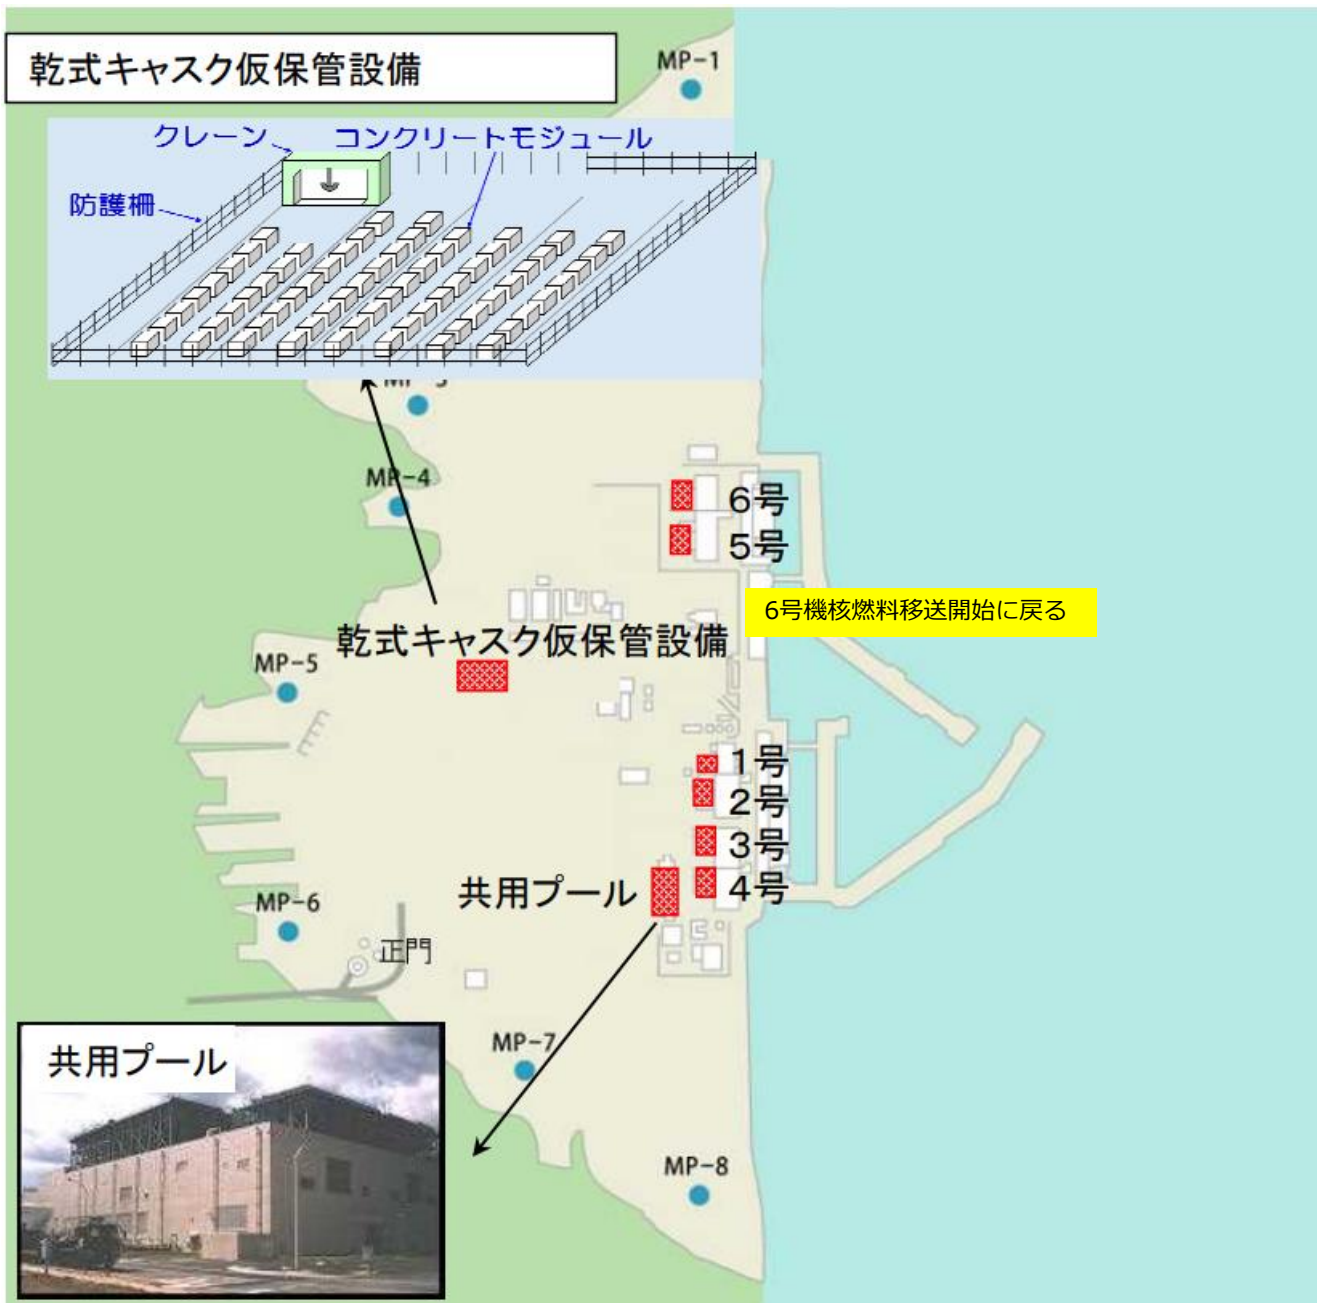 乾式キャスク仮保管設備
MP-1
クレーン
コンクリートモジュール
防護柵
MP-4
6号
5号
6号機核燃料移送開始に戻る
乾式キャスク仮保管設備
MP-5
1号
2号
3号
4号
共用プール
MP-6
正門
共用プール
MP-7
MP-8